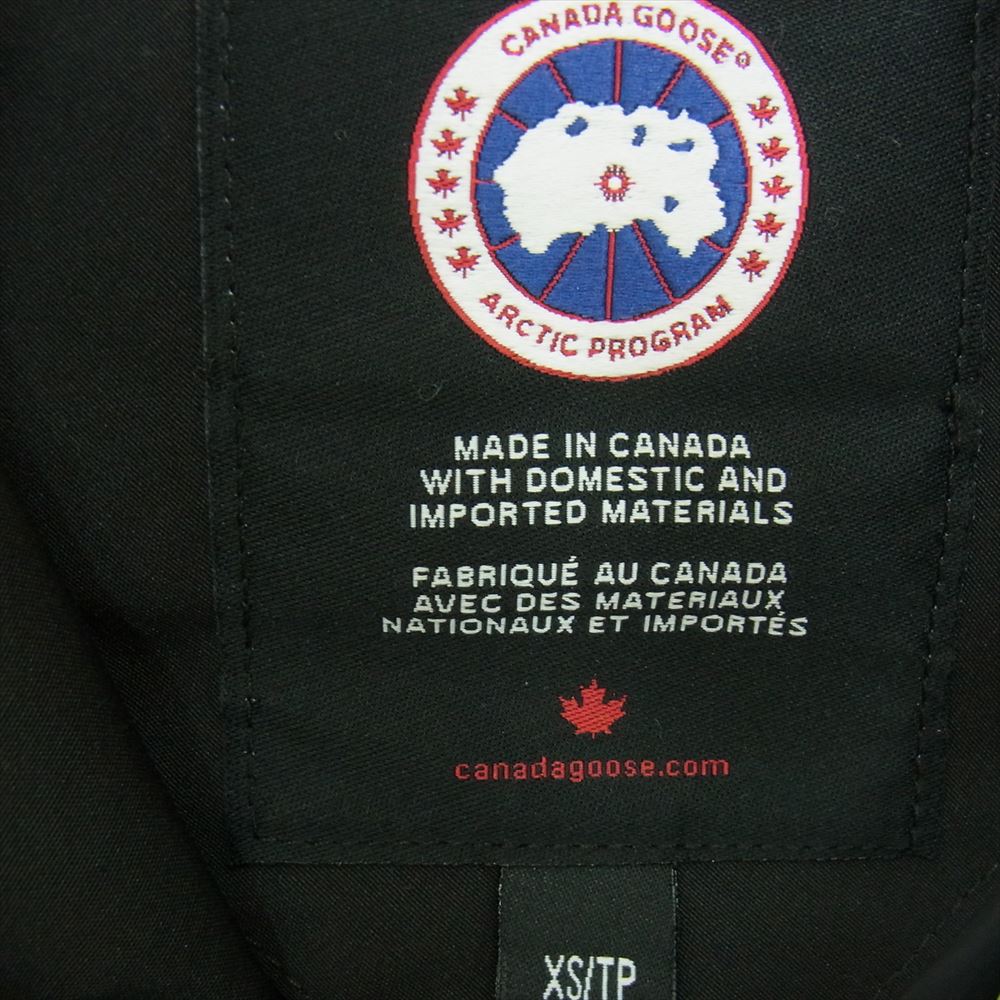 CANADA GOOSE®
ARCTIC PROGRAM
MADE IN CANADA
WITH DOMESTIC AND
IMPORTED MATERIALS
FABRIQUÉ AU CANADA
AVEC DES MATERIAUX
NATIONAUX ET IMPORTÉS
canadagoose.com
XS/TP